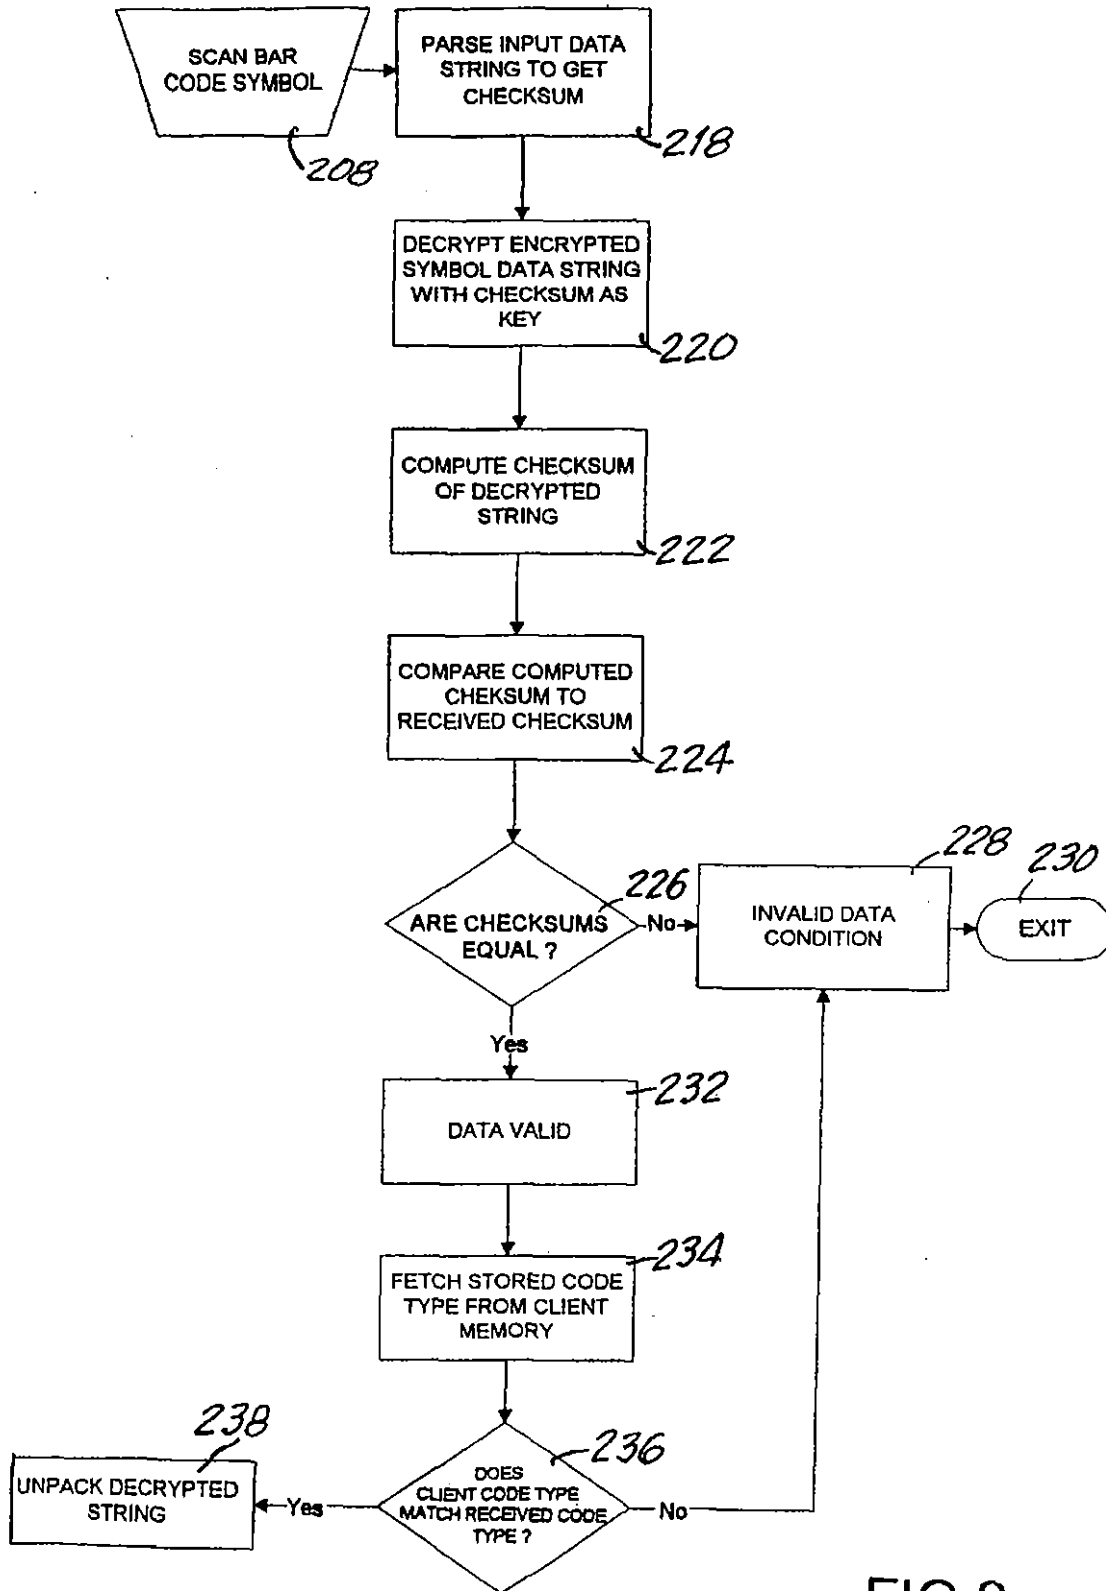 SCAN BAR
CODE SYMBOL
208
PARSE INPUT DATA
STRING TO GET
CHECKSUM
218
DECRYPT ENCRYPTED
SYMBOL DATA STRING
WITH CHECKSUM AS
KEY
220
COMPUTE CHECKSUM
OF DECRYPTED
STRING
222
COMPARE COMPUTED
CHEKSUM TO
RECEIVED CHECKSUM
224
ARE CHECKSUMS
EQUAL ?
226
No
INVALID DATA
CONDITION
228
EXIT
230
Yes
DATA VALID
232
FETCH STORED CODE
TYPE FROM CLIENT
MEMORY
234
DOES
CLIENT CODE TYPE
MATCH RECEIVED CODE
TYPE ?
236
No
Yes
UNPACK DECRYPTED
STRING
238